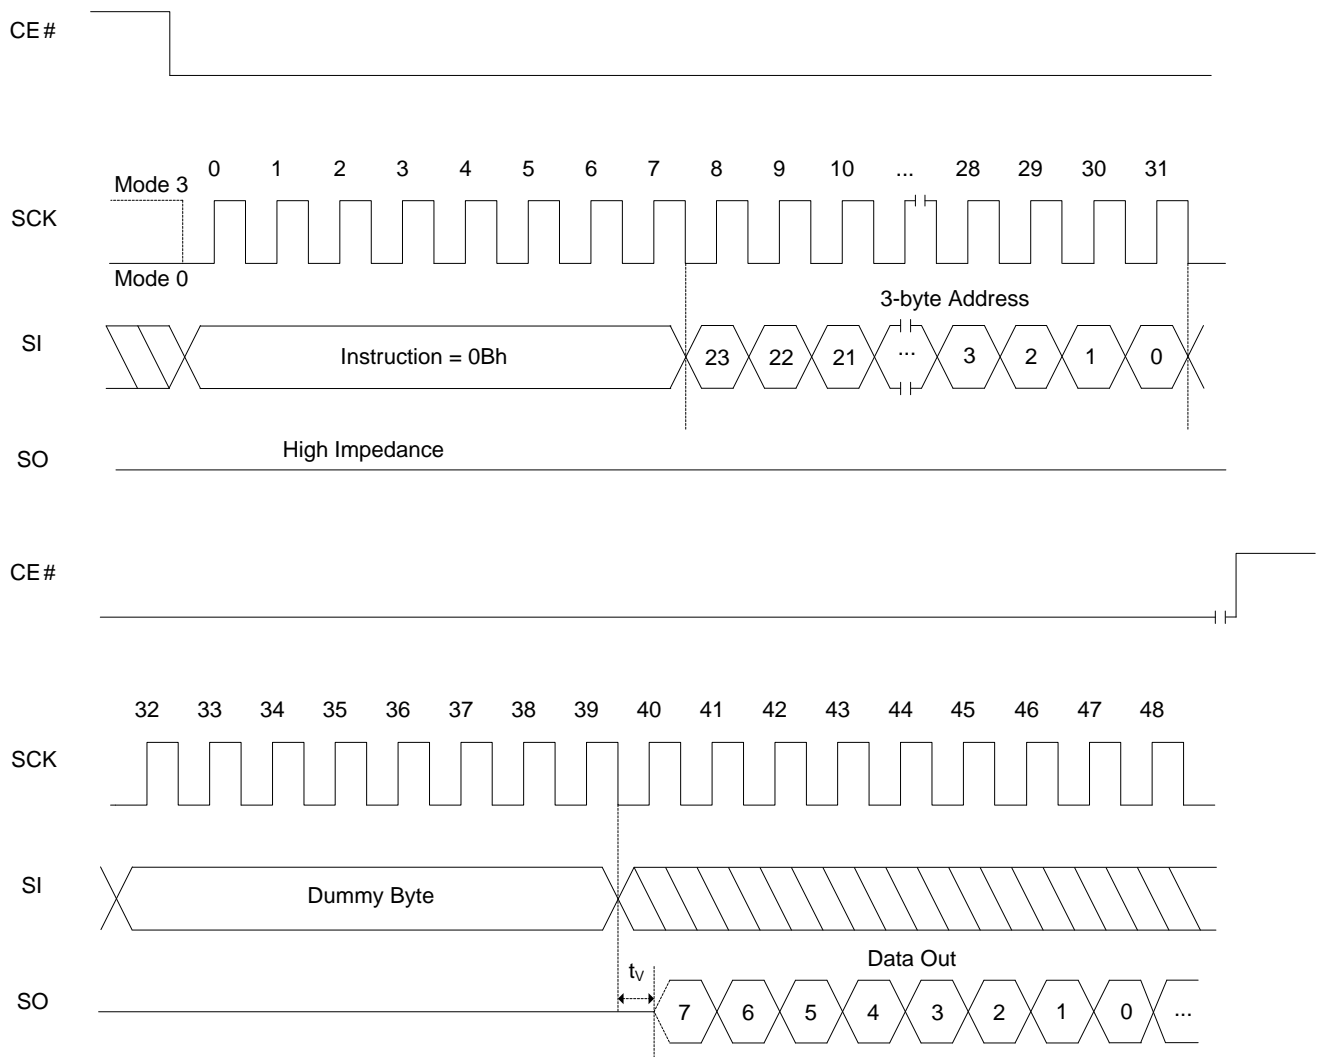 CE#
0 1 2 3 4 5 6 7 8 9 10 ... 28 29 30 31
Mode 3
SCK
Mode 0
3-byte Address
SI
Instruction = 0Bh
23 22 21 ... 3 2 1 0
High Impedance
SO
CE#
32 33 34 35 36 37 38 39 40 41 42 43 44 45 46 47 48
SCK
SI
Dummy Byte
Data Out
tV
SO
7 6 5 4 3 2 1 0 ...